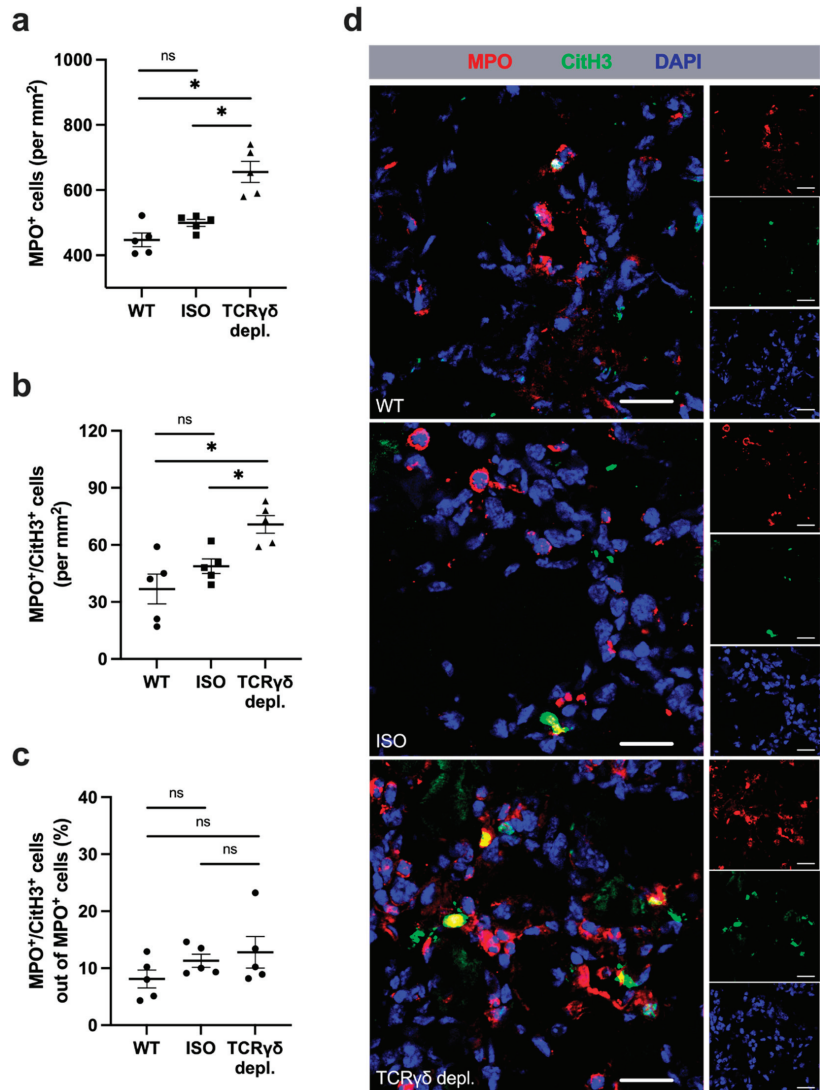 a
MPO⁺ cells (per mm²)
1000
800
600
400
ns
*
*
WT
ISO
TCRγδ
depl.
b
MPO⁺/CitH3⁺ cells
(per mm²)
120
90
60
30
0
ns
*
*
WT
ISO
TCRγδ
depl.
c
MPO⁺/CitH3⁺ cells
out of MPO⁺ cells (%)
40
30
20
10
0
ns
ns
ns
WT
ISO
TCRγδ
depl.
d
MPO CitH3 DAPI
WT
ISO
TCRγδ depl.